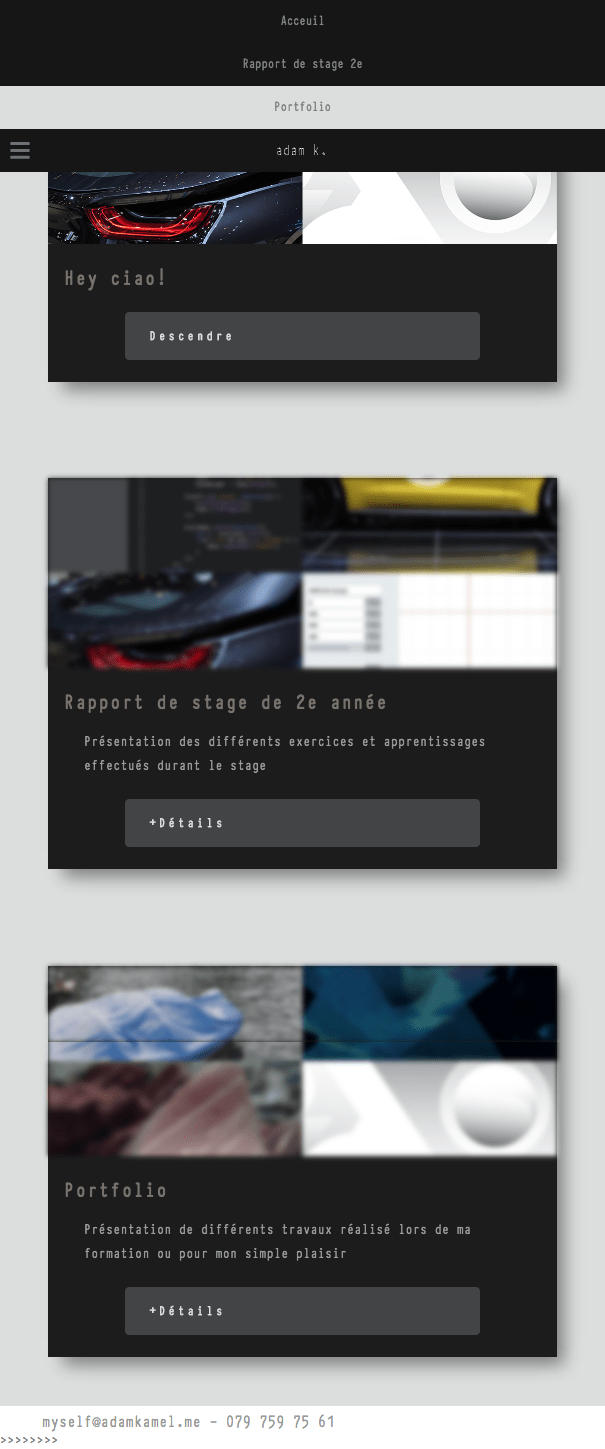 Acceuil
Rapport de stage 2e
Portfolio
adam k.
Hey ciao!
Descendre
Rapport de stage de 2e année
Présentation des différents exercices et apprentissages
effectués durant le stage
+Détails
Portfolio
Présentation de différents travaux réalisé lors de ma
formation ou pour mon simple plaisir
+Détails
myself@adamkamel.me - 079 759 75 61
>>>>>>>>